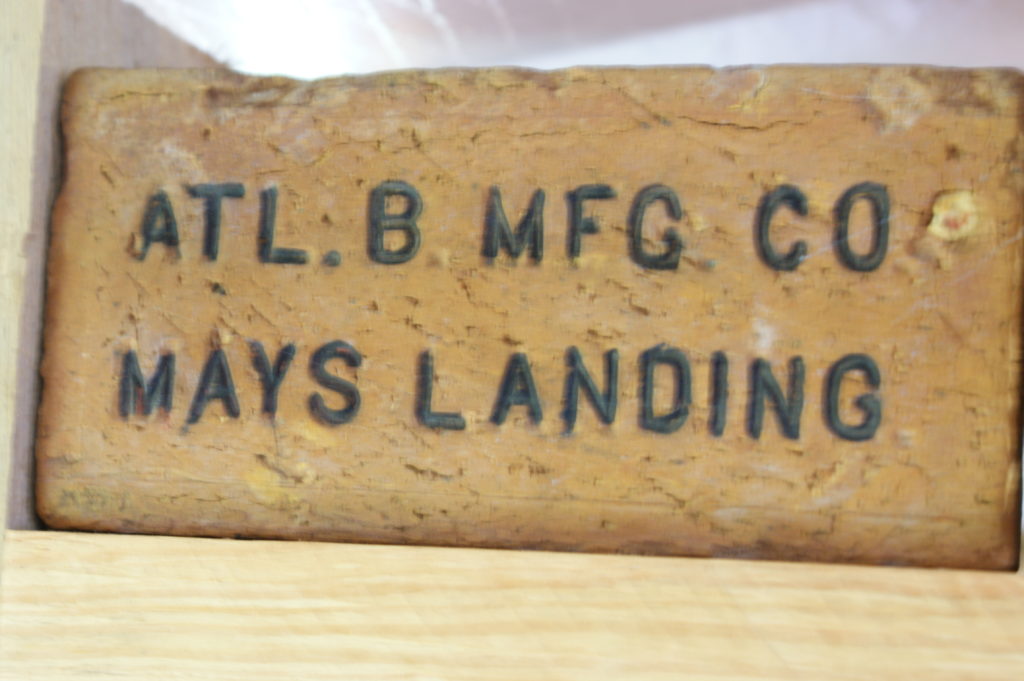 ATL. B MFG. CO
MAYS LANDING